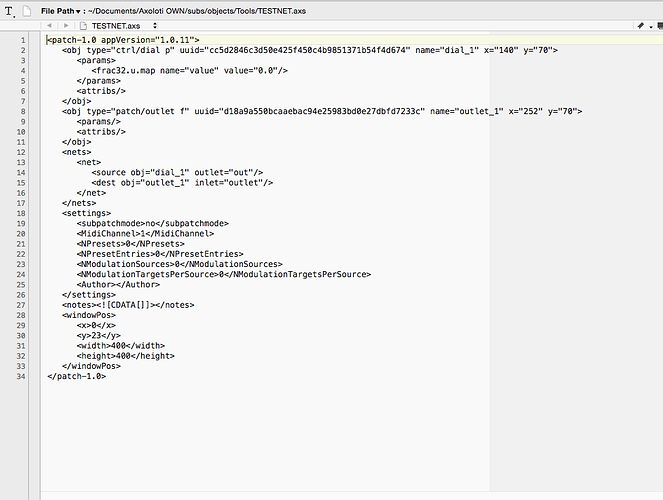 File Path ▾ : ~/Documents/Axoloti OWN/subs/objects/Tools/TESTNET.axs
TESTNET.axs
1 <patch-1.0 appVersion="1.0.11">
2 <obj type="ctrl/dial p" uuid="cc5d2846c3d50e425f450c4b9851371b54f4d674" name="dial_1" x="140" y="70">
3 <params>
4 <frac32.u.map name="value" value="0.0"/>
5 </params>
6 <attribs/>
7 </obj>
8 <obj type="patch/outlet f" uuid="d18a9a550bcaaebac94e25983bd0e27dbfd7233c" name="outlet_1" x="252" y="70">
9 <params/>
10 <attribs/>
11 </obj>
12 <nets>
13 <net>
14 <source obj="dial_1" outlet="out"/>
15 <dest obj="outlet_1" inlet="outlet"/>
16 </net>
17 </nets>
18 <settings>
19 <subpatchmode>no</subpatchmode>
20 <MidiChannel>1</MidiChannel>
21 <NPresets>0</NPresets>
22 <NPresetEntries>0</NPresetEntries>
23 <NModulationSources>0</NModulationSources>
24 <NModulationTargetsPerSource>0</NModulationTargetsPerSource>
25 <Author></Author>
26 </settings>
27 <notes><![CDATA[]]></notes>
28 <windowPos>
29 <x>0</x>
30 <y>23</y>
31 <width>400</width>
32 <height>400</height>
33 </windowPos>
34 </patch-1.0>